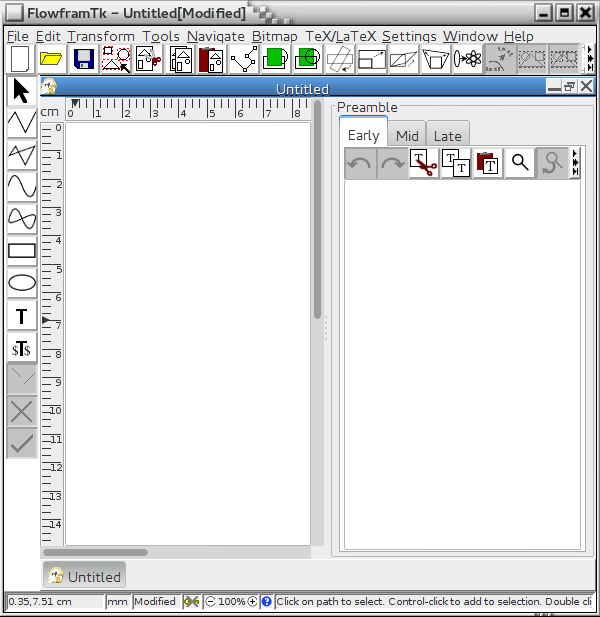 FlowframTk - Untitled[Modified]
File Edit Transform Tools Navigate Bitmap TeX/LaTeX Settings Window Help
Untitled
cm 0 1 2 3 4 5 6 7 8
Preamble
Early Mid Late
T T T T
0
1
2
3
4
5
6
7
8
9
10
11
12
13
14
T
$T$
Untitled
0.35,7.51 cm mm Modified 100% Click on path to select. Control-click to add to selection. Double cli